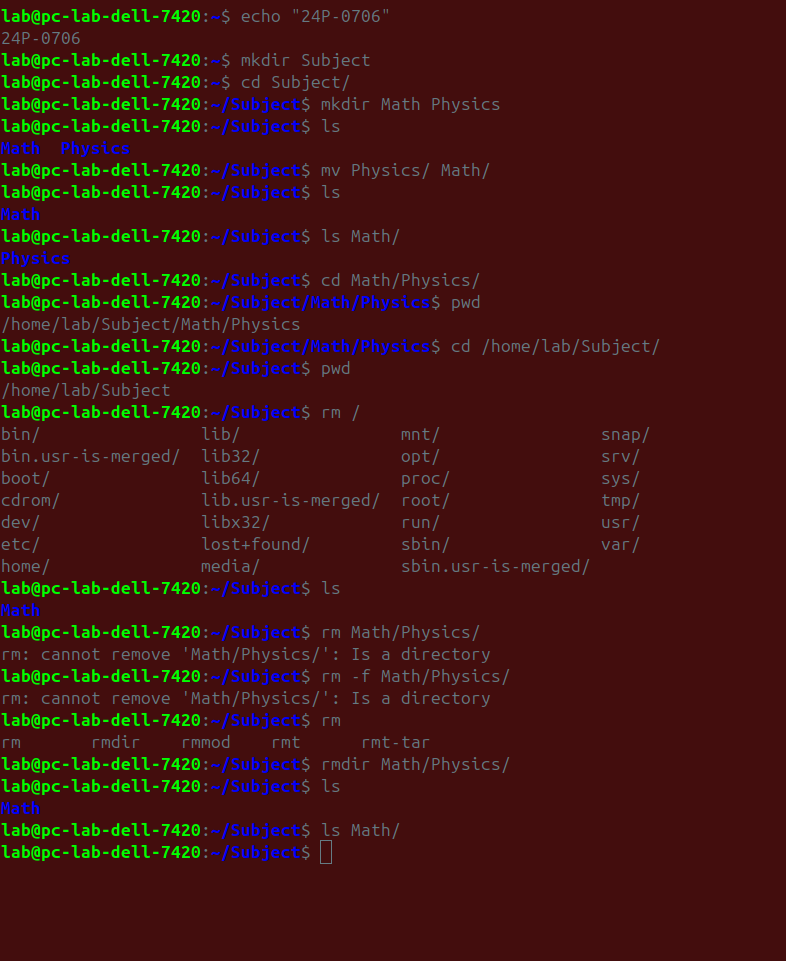 lab@pc-lab-dell-7420:~$ echo "24P-0706"
24P-0706
lab@pc-lab-dell-7420:~$ mkdir Subject
lab@pc-lab-dell-7420:~$ cd Subject/
lab@pc-lab-dell-7420:~/Subject$ mkdir Math Physics
lab@pc-lab-dell-7420:~/Subject$ ls
Math  Physics
lab@pc-lab-dell-7420:~/Subject$ mv Physics/ Math/
lab@pc-lab-dell-7420:~/Subject$ ls
Math
lab@pc-lab-dell-7420:~/Subject$ ls Math/
Physics
lab@pc-lab-dell-7420:~/Subject$ cd Math/Physics/
lab@pc-lab-dell-7420:~/Subject/Math/Physics$ pwd
/home/lab/Subject/Math/Physics
lab@pc-lab-dell-7420:~/Subject/Math/Physics$ cd /home/lab/Subject/
lab@pc-lab-dell-7420:~/Subject$ pwd
/home/lab/Subject
lab@pc-lab-dell-7420:~/Subject$ rm /
bin/                lib/                mnt/                snap/
bin.usr-is-merged/  lib32/              opt/                srv/
boot/               lib64/              proc/               sys/
cdrom/              lib.usr-is-merged/  root/               tmp/
dev/                libx32/             run/                usr/
etc/                lost+found/         sbin/               var/
home/               media/              sbin.usr-is-merged/
lab@pc-lab-dell-7420:~/Subject$ ls
Math
lab@pc-lab-dell-7420:~/Subject$ rm Math/Physics/
rm: cannot remove 'Math/Physics/': Is a directory
lab@pc-lab-dell-7420:~/Subject$ rm -f Math/Physics/
rm: cannot remove 'Math/Physics/': Is a directory
lab@pc-lab-dell-7420:~/Subject$ rm
rm       rmdir    rmmod    rmt      rmt-tar
lab@pc-lab-dell-7420:~/Subject$ rmdir Math/Physics/
lab@pc-lab-dell-7420:~/Subject$ ls
Math
lab@pc-lab-dell-7420:~/Subject$ ls Math/
lab@pc-lab-dell-7420:~/Subject$